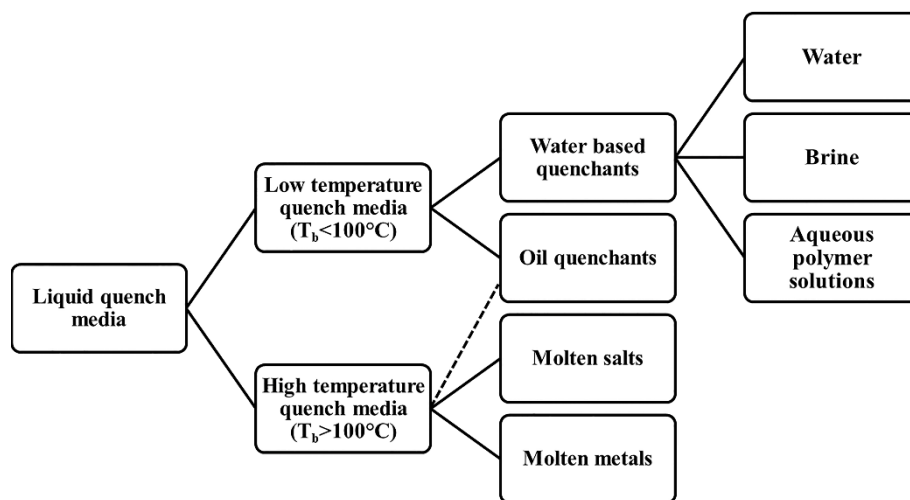 Liquid quench
media
Low temperature
quench media
(T_b<100°C)
High temperature
quench media
(T_b>100°C)
Water based
quenchants
Oil quenchants
Molten salts
Molten metals
Water
Brine
Aqueous
polymer
solutions